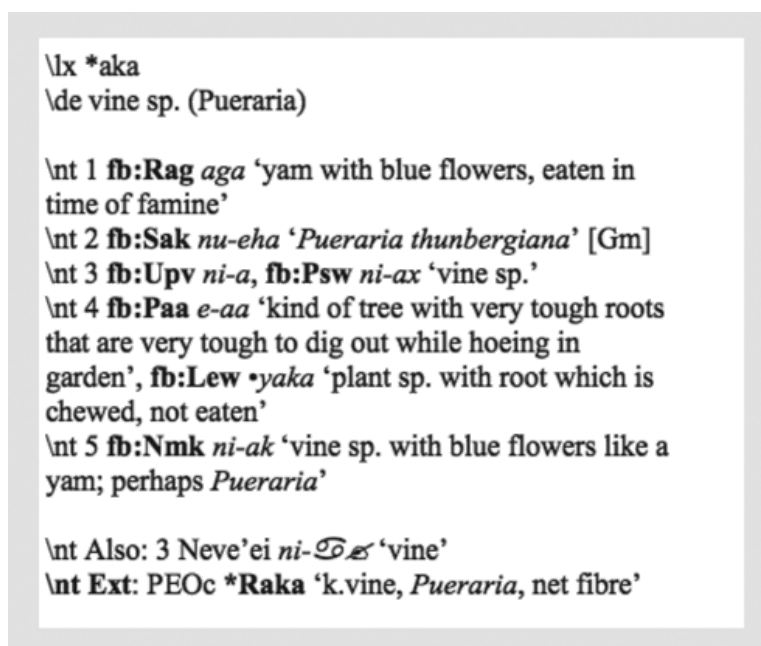 \lx *aka
\de vine sp. (Pueraria)
\nt 1 fb:Rag aga ‘yam with blue flowers, eaten in
time of famine’
\nt 2 fb:Sak nu-eha ‘Pueraria thunbergiana’ [Gm]
\nt 3 fb:Upv ni-a, fb:Psw ni-ax ‘vine sp.’
\nt 4 fb:Paa e-aa ‘kind of tree with very tough roots
that are very tough to dig out while hoeing in
garden’, fb:Lew •yaka ‘plant sp. with root which is
chewed, not eaten’
\nt 5 fb:Nmk ni-ak ‘vine sp. with blue flowers like a
yam; perhaps Pueraria’
\nt Also: 3 Neve’ei ni-♋✍ ‘vine’
\nt Ext: PEOc *Raka ‘k.vine, Pueraria, net fibre’